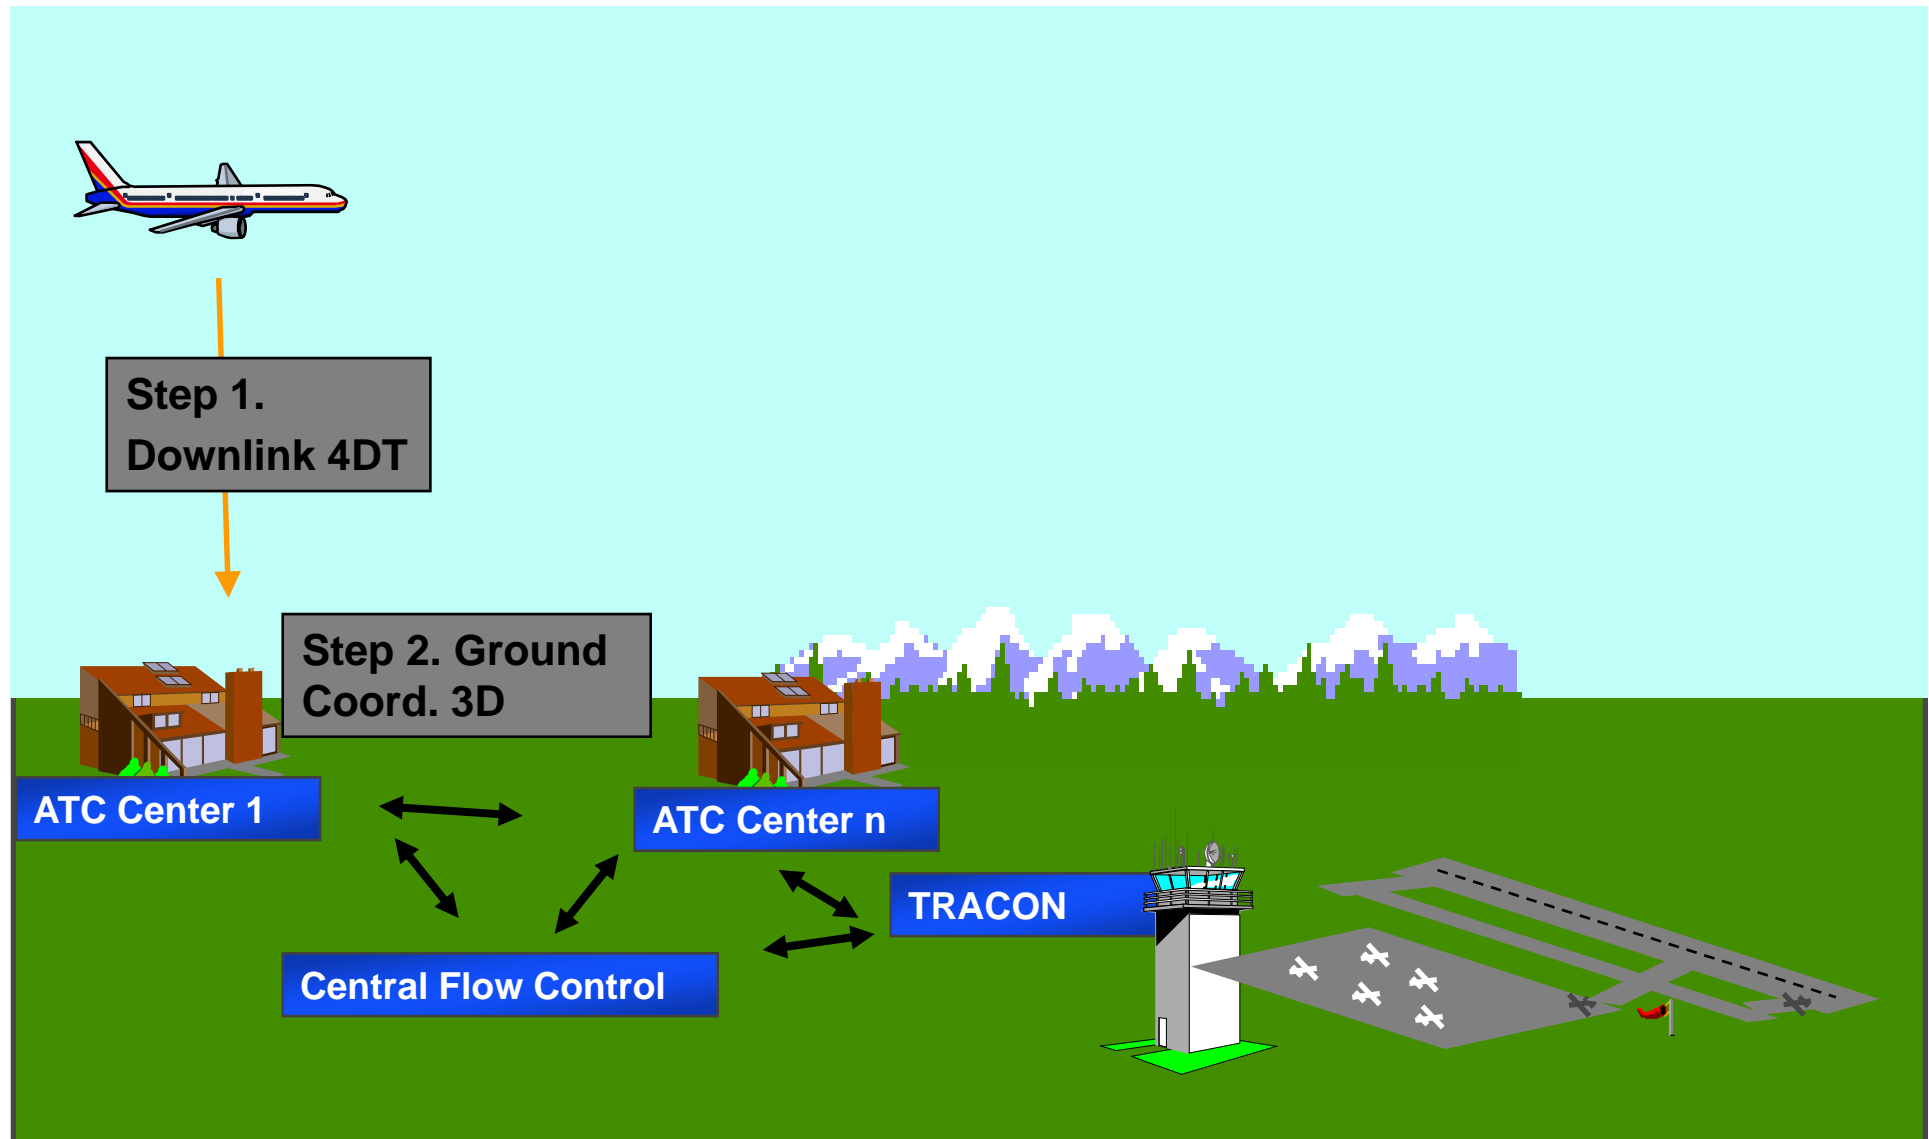 Step 1.
Downlink 4DT
Step 2. Ground
Coord. 3D
ATC Center 1
ATC Center n
TRACON
Central Flow Control